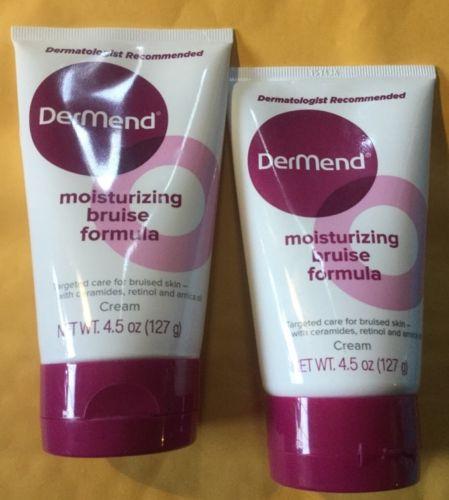 Dermatologist Recommended
DerMend®
moisturizing
bruise
formula
Targeted care for bruised skin –
with ceramides, retinol and arnica oil
Cream
NET WT. 4.5 oz (127 g)
Dermatologist Recommended
DerMend®
moisturizing
bruise
formula
Targeted care for bruised skin –
with ceramides, retinol and arnica
Cream
NET WT. 4.5 oz (127 g)